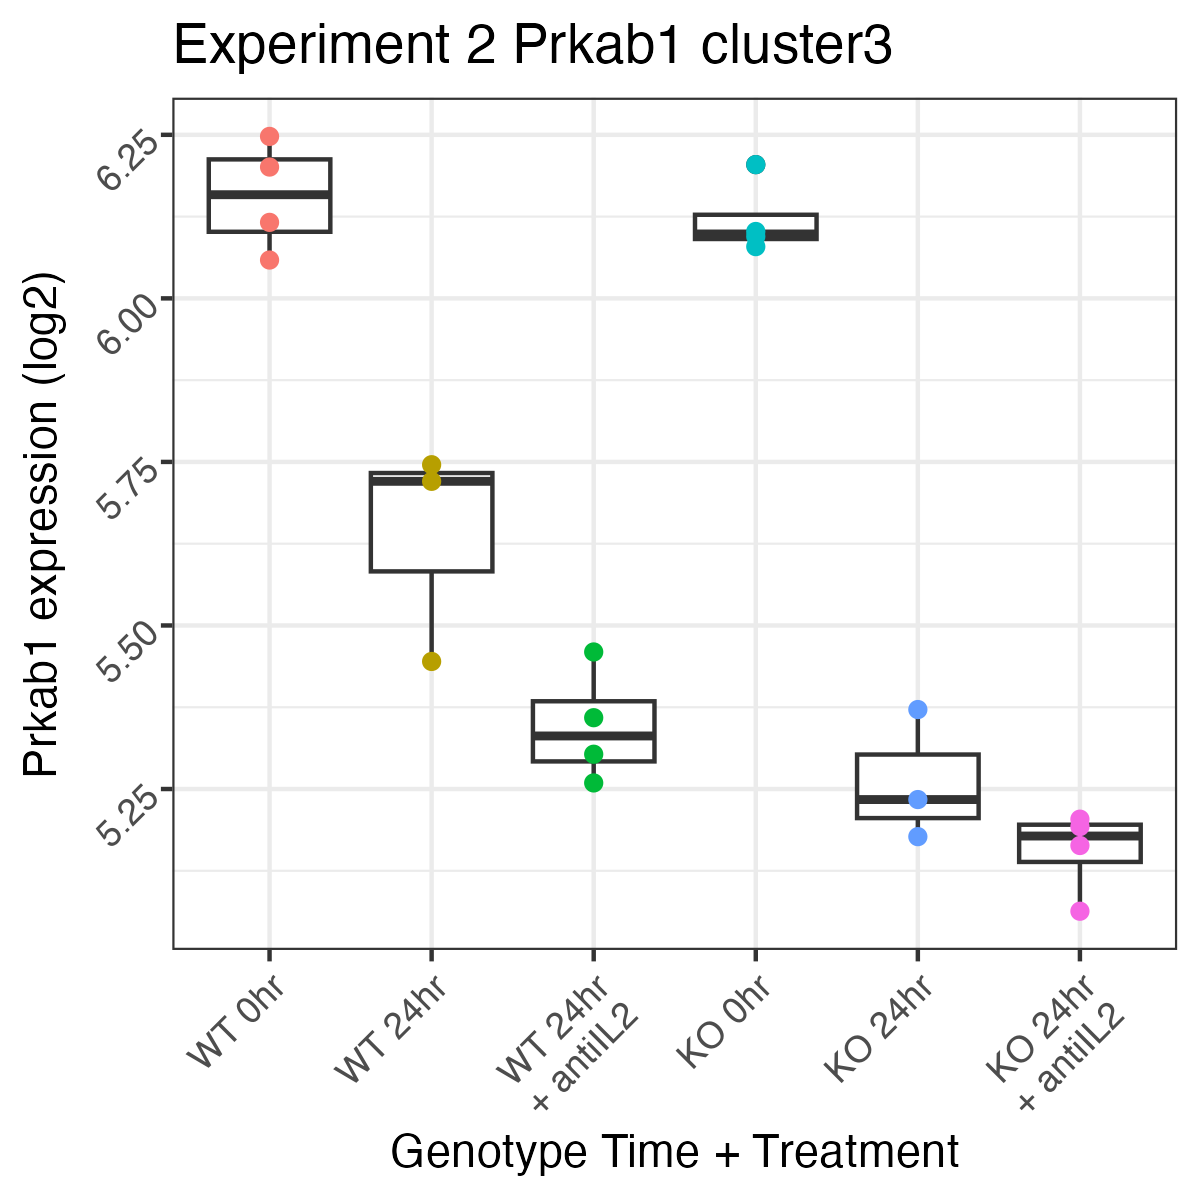 Experiment 2 Prkab1 cluster3
Prkab1 expression (log2)
6.25
6.00
5.75
5.50
5.25
WT 0hr
WT 24hr
WT 24hr
+ antiIL2
KO 0hr
KO 24hr
KO 24hr
+ antiIL2
Genotype Time + Treatment